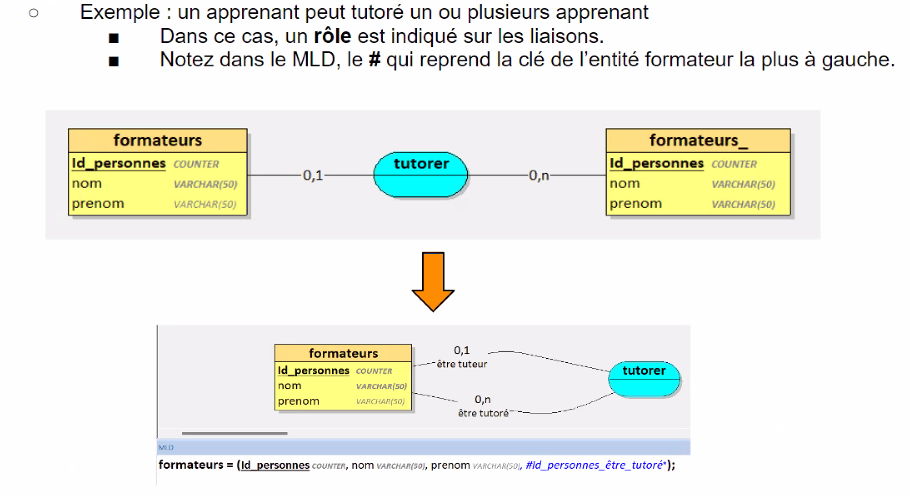 ○ Exemple : un apprenant peut tutoré un ou plusieurs apprenant
■ Dans ce cas, un rôle est indiqué sur les liaisons.
■ Notez dans le MLD, le # qui reprend la clé de l'entité formateur la plus à gauche.
formateurs
Id_personnes COUNTER
nom VARCHAR(50)
prenom VARCHAR(50)
0,1
tutorer
0,n
formateurs_
Id_personnes COUNTER
nom VARCHAR(50)
prenom VARCHAR(50)
formateurs
Id_personnes COUNTER
nom VARCHAR(50)
prenom VARCHAR(50)
0,1
être tuteur
0,n
être tutoré
tutorer
MLD
formateurs = (Id_personnes COUNTER, nom VARCHAR(50), prenom VARCHAR(50), #Id_personnes_être_tutoré*);